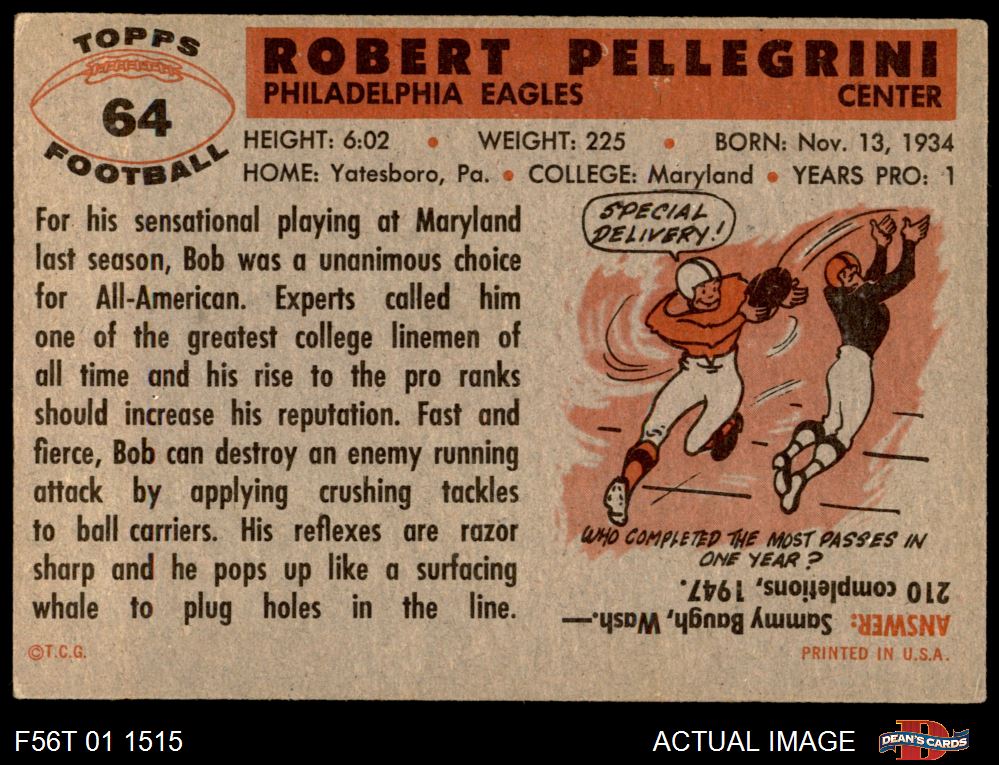 TOPPS
64
FOOTBALL
ROBERT PELLEGRINI
PHILADELPHIA EAGLES CENTER
HEIGHT: 6:02 • WEIGHT: 225 • BORN: Nov. 13, 1934
HOME: Yatesboro, Pa. • COLLEGE: Maryland • YEARS PRO: 1
For his sensational playing at Maryland
last season, Bob was a unanimous choice
for All-American. Experts called him
one of the greatest college linemen of
all time and his rise to the pro ranks
should increase his reputation. Fast and
fierce, Bob can destroy an enemy running
attack by applying crushing tackles
to ball carriers. His reflexes are razor
sharp and he pops up like a surfacing
whale to plug holes in the line.
SPECIAL
DELIVERY!
WHO COMPLETED THE MOST PASSES IN
ONE YEAR?
ANSWER: Sammy Baugh, Wash.—
210 completions, 1947.
©T.C.G.
PRINTED IN U.S.A.
F56T 01 1515
ACTUAL IMAGE
DEAN'S CARDS